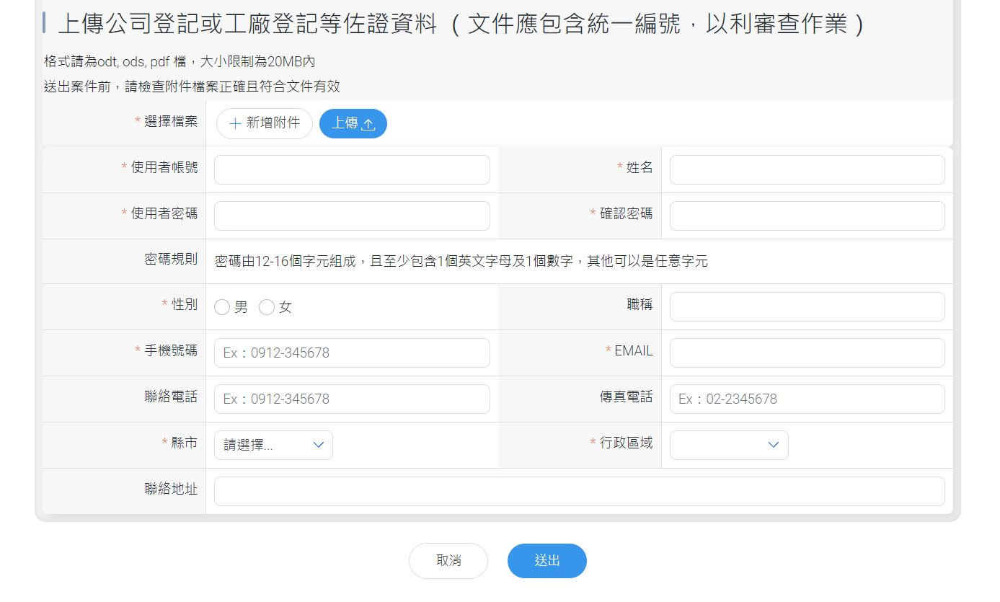 上傳公司登記或工廠登記等佐證資料 （文件應包含統一編號，以利審查作業）
格式請為odt, ods, pdf 檔，大小限制為20MB內
送出案件前，請檢查附件檔案正確且符合文件有效
* 選擇檔案 新增附件 上傳
* 使用者帳號 * 姓名
* 使用者密碼 * 確認密碼
密碼規則 密碼由12-16個字元組成，且至少包含1個英文字母及1個數字，其他可以是任意字元
* 性別 男 女 職稱
* 手機號碼 Ex：0912-345678 * EMAIL
聯絡電話 Ex：0912-345678 傳真電話 Ex：02-2345678
* 縣市 請選擇... * 行政區域
聯絡地址
取消 送出